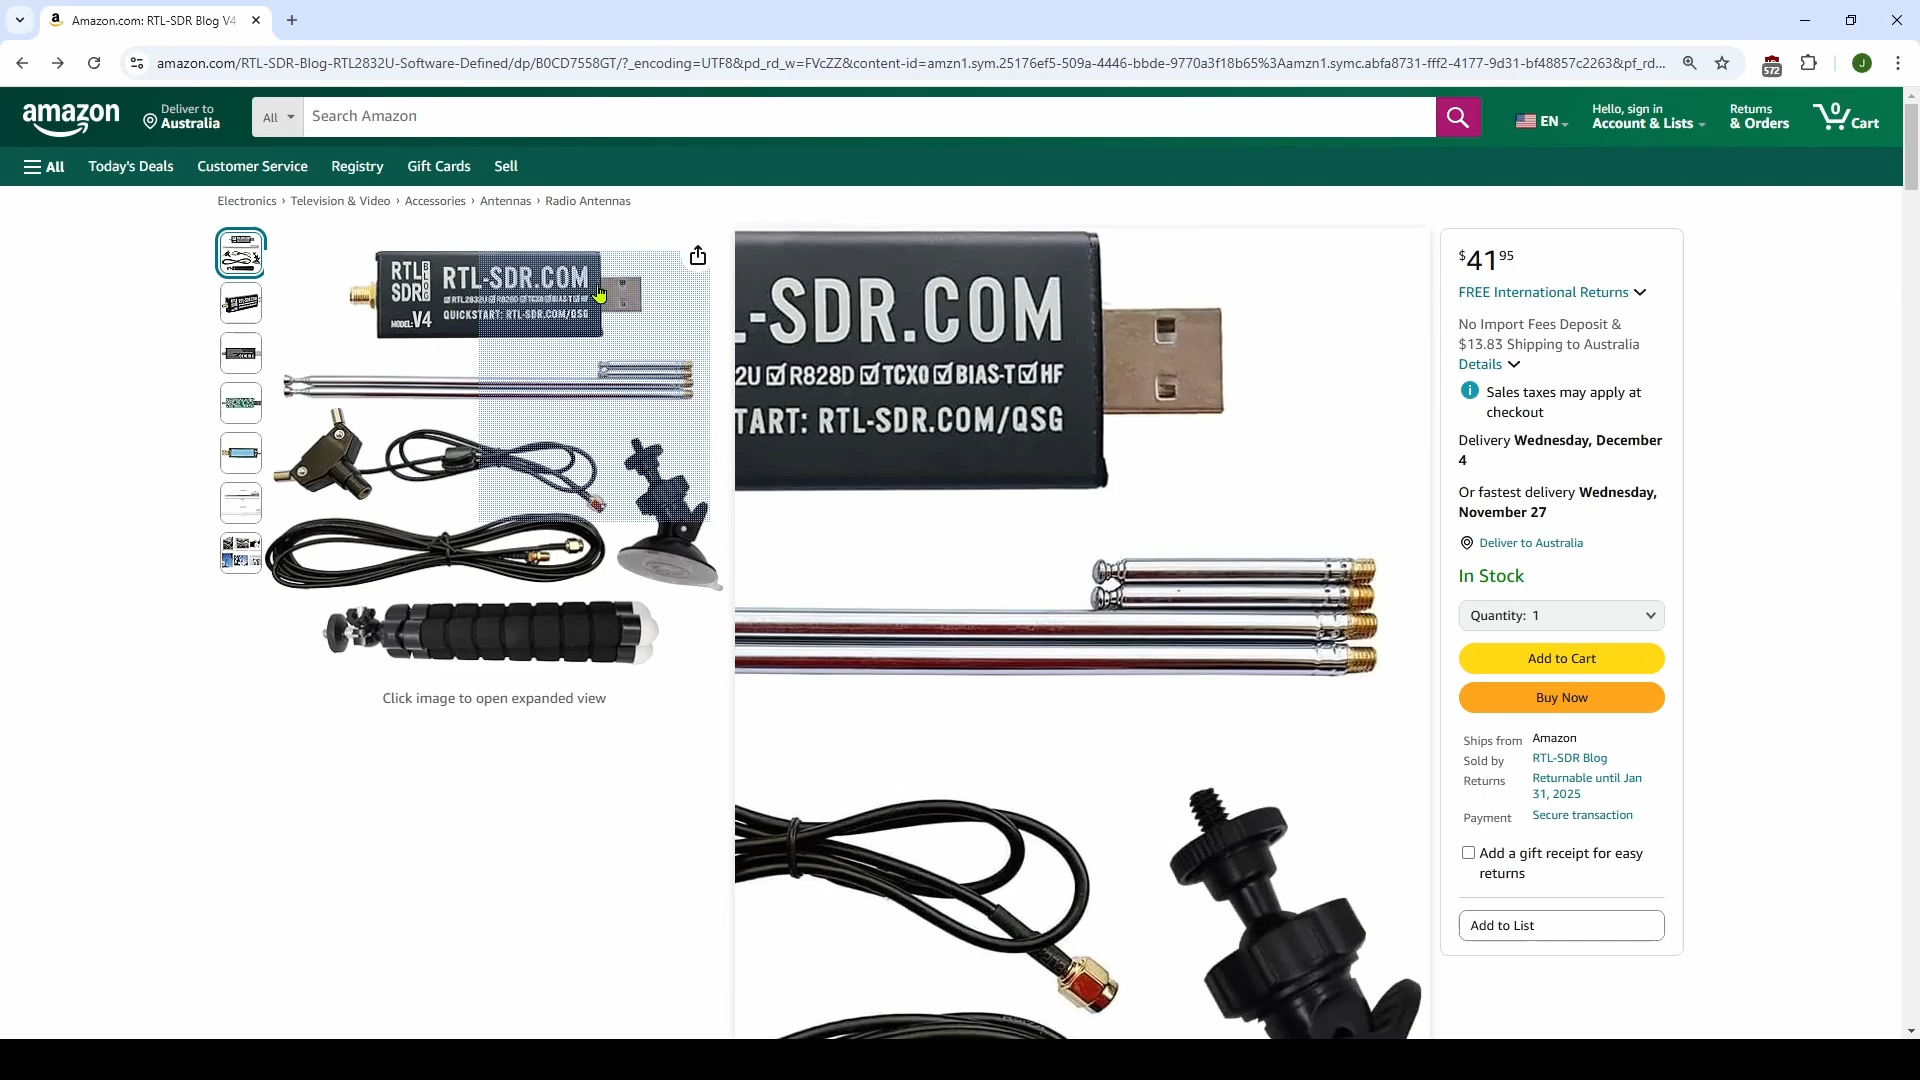 Amazon.com: RTL-SDR Blog V4
amazon.com/RTL-SDR-Blog-RTL2832U-Software-Defined/dp/B0CD7558GT/?_encoding=UTF8&pd_rd_w=FVcZZ&content-id=amzn1.sym.25176ef5-509a-4446-bbde-9770a3f18b65%3Aamzn1.symc.abfa8731-fff2-4177-9d31-bf48857c2263&pf_rd...
572
J
amazon
Deliver to
Australia
All
Search Amazon
EN
Hello, sign in
Account & Lists
Returns
& Orders
0
Cart
All
Today's Deals
Customer Service
Registry
Gift Cards
Sell
Electronics › Television & Video › Accessories › Antennas › Radio Antennas
RTL
SDR
BLOG
RTL-SDR.COM
RTL2832U R828D TCXO BIAS-T HF
MODEL: V4
QUICKSTART: RTL-SDR.COM/QSG
Click image to open expanded view
L-SDR.COM
2U R828D TCXO BIAS-T HF
TART: RTL-SDR.COM/QSG
$41 95
FREE International Returns
No Import Fees Deposit &
$13.83 Shipping to Australia
Details
Sales taxes may apply at
checkout
Delivery Wednesday, December
4
Or fastest delivery Wednesday,
November 27
Deliver to Australia
In Stock
Quantity: 1
Add to Cart
Buy Now
Ships from Amazon
Sold by RTL-SDR Blog
Returns Returnable until Jan
31, 2025
Payment Secure transaction
Add a gift receipt for easy
returns
Add to List